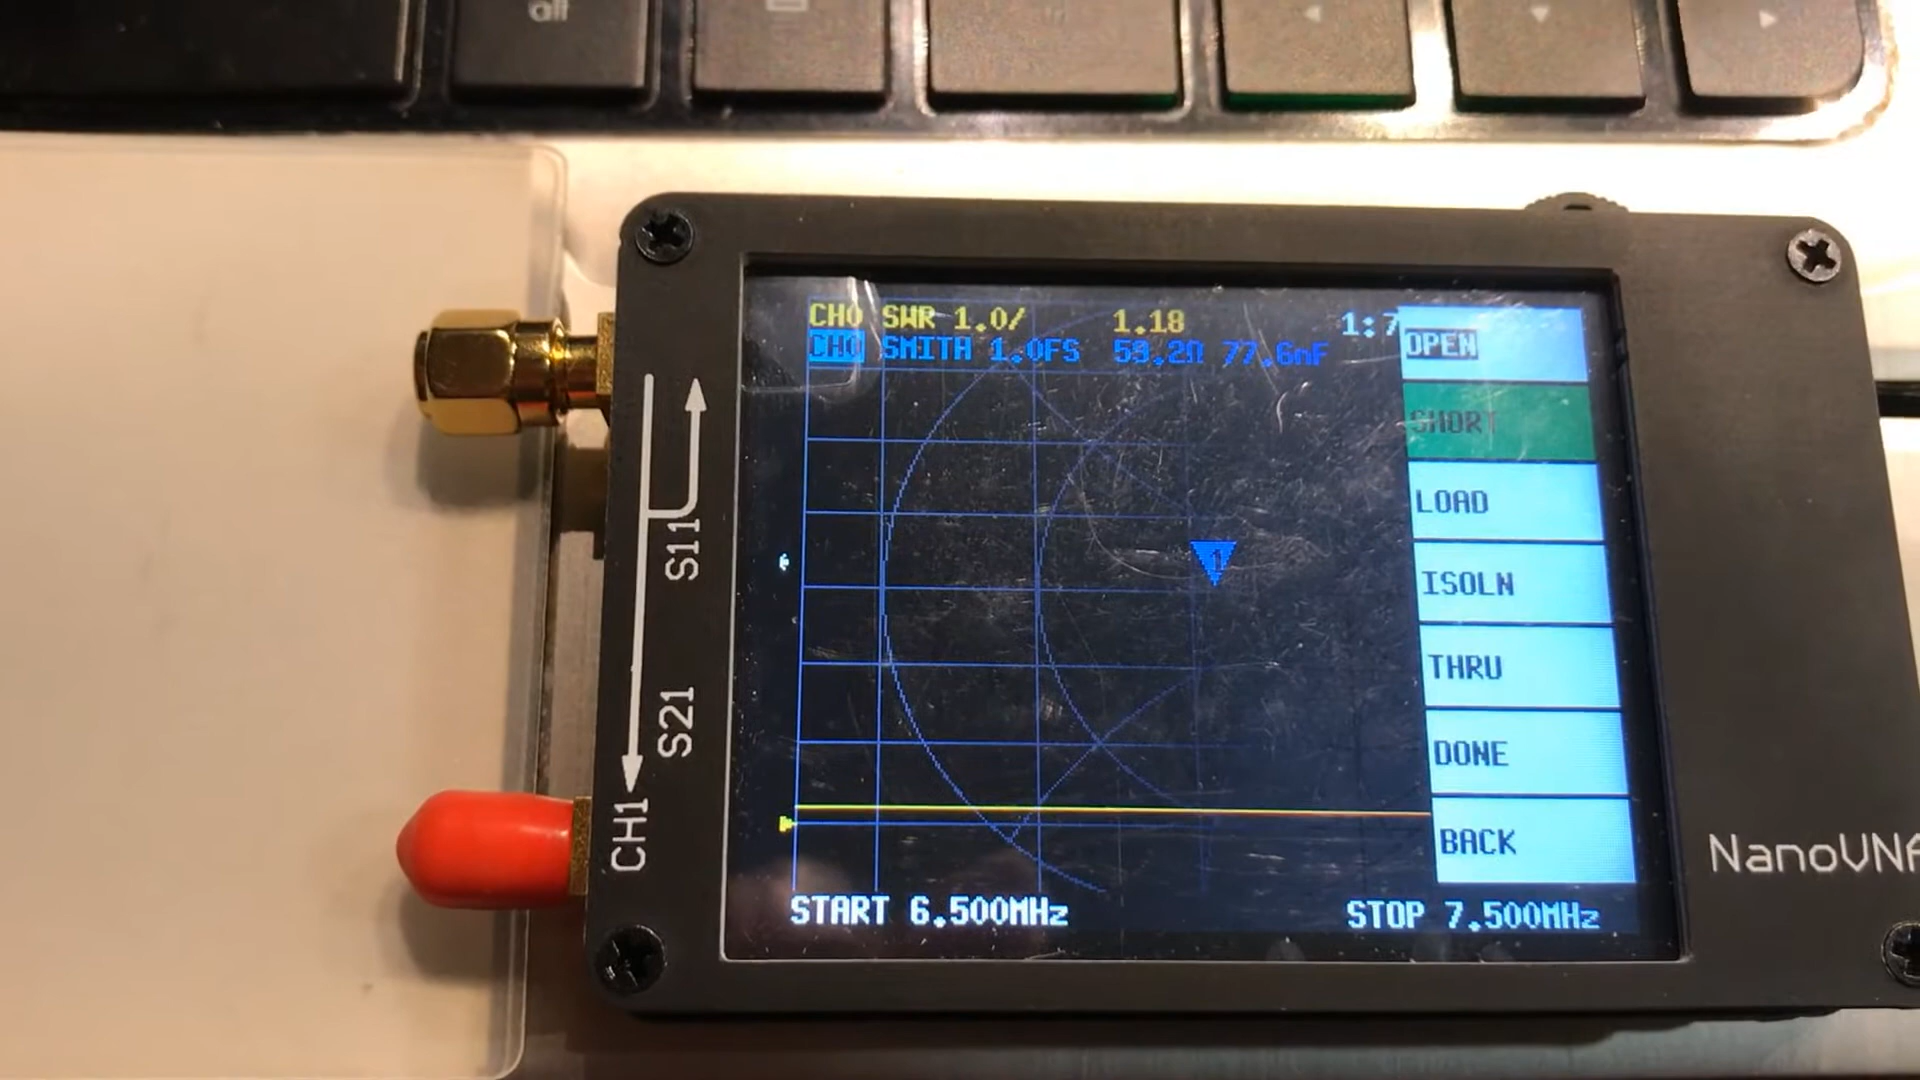 alt
CH0 SWR 1.0/ 1.18 1:7
CH0 SMITH 1.0FS 59.2Ω 77.6nF
OPEN
SHORT
LOAD
ISOLN
THRU
DONE
BACK
START 6.500MHz STOP 7.500MHz
S11
S21
CH1
NanoVNA